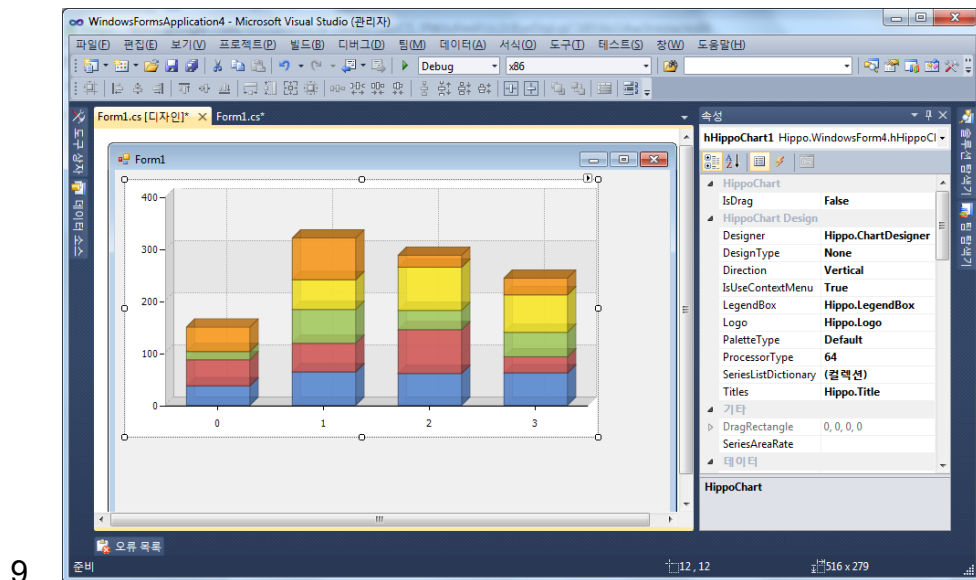 WindowsFormsApplication4 - Microsoft Visual Studio (관리자)
파일(F) 편집(E) 보기(V) 프로젝트(P) 빌드(B) 디버그(D) 팀(M) 데이터(A) 서식(O) 도구(T) 테스트(S) 창(W) 도움말(H)
Debug x86
Form1.cs [디자인]* Form1.cs*
도구 상자
데이터 소스
Form1
400
300
200
100
0
0 1 2 3
속성
hHippoChart1 Hippo.WindowsForm4.hHippoCl
HippoChart
IsDrag False
HippoChart Design
Designer Hippo.ChartDesigner
DesignType None
Direction Vertical
IsUseContextMenu True
LegendBox Hippo.LegendBox
Logo Hippo.Logo
PaletteType Default
ProcessorType 64
SeriesListDictionary (컬렉션)
Titles Hippo.Title
기타
DragRectangle 0, 0, 0, 0
SeriesAreaRate
데이터
HippoChart
솔루션 탐색기
팀 탐색기
오류 목록
준비 12 , 12 516 x 279
9